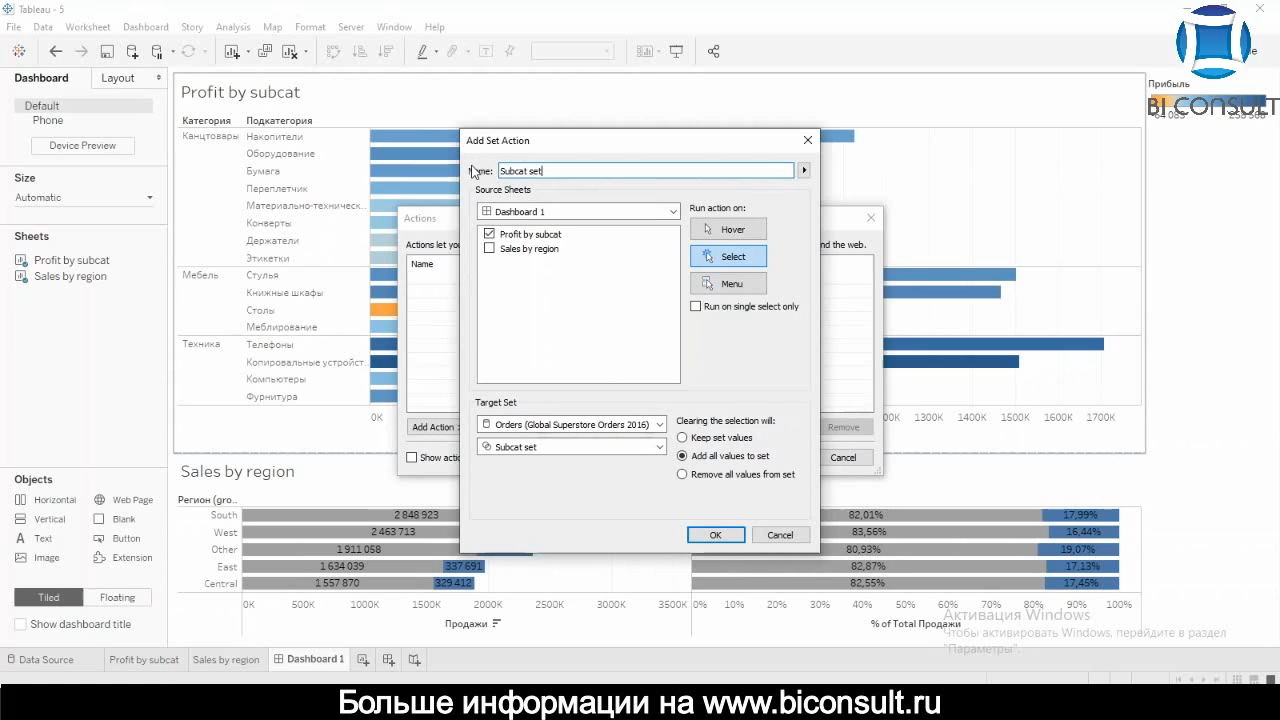 Tableau - 5
File Data Worksheet Dashboard Story Analysis Map Format Server Window Help
Dashboard Layout
Default
Phone
Device Preview
Size
Automatic
Sheets
Profit by subcat
Sales by region
Objects
Horizontal Web Page
Vertical Blank
Text Button
Image Extension
Tiled Floating
Show dashboard title
Profit by subcat
Категория Подкатегория
Канцтовары Накопители
Оборудование
Бумага
Переплетчик
Материально-техническ..
Конверты
Держатели
Этикетки
Мебель Стулья
Книжные шкафы
Столы
Меблирование
Техника Телефоны
Копировальные устройст..
Компьютеры
Фурнитура
0K 1200K 1300K 1400K 1500K 1600K 1700K
Прибыль
BI CONSULT
Actions
Actions let you
nd the web.
Name
Add Action >
Remove
Show actio
Cancel
Add Set Action
Name: Subcat set
Source Sheets
Dashboard 1
Profit by subcat
Sales by region
Run action on:
Hover
Select
Menu
Run on single select only
Target Set
Orders (Global Superstore Orders 2016)
Subcat set
Clearing the selection will:
Keep set values
Add all values to set
Remove all values from set
OK Cancel
Sales by region
Регион (gro..
South 2 848 923 82,01% 17,99%
West 2 463 713 83,56% 16,44%
Other 1 911 058 80,93% 19,07%
East 1 634 039 337 691 82,87% 17,13%
Central 1 557 870 329 412 82,55% 17,45%
0K 500K 1000K 1500K 2000K 2500K 3000K 3500K 0% 10% 20% 30% 40% 50% 60% 70% 80% 90% 100%
Продажи % of Total Продажи
Активация Windows
Чтобы активировать Windows, перейдите в раздел
"Параметры".
Data Source Profit by subcat Sales by region Dashboard 1
Больше информации на www.biconsult.ru